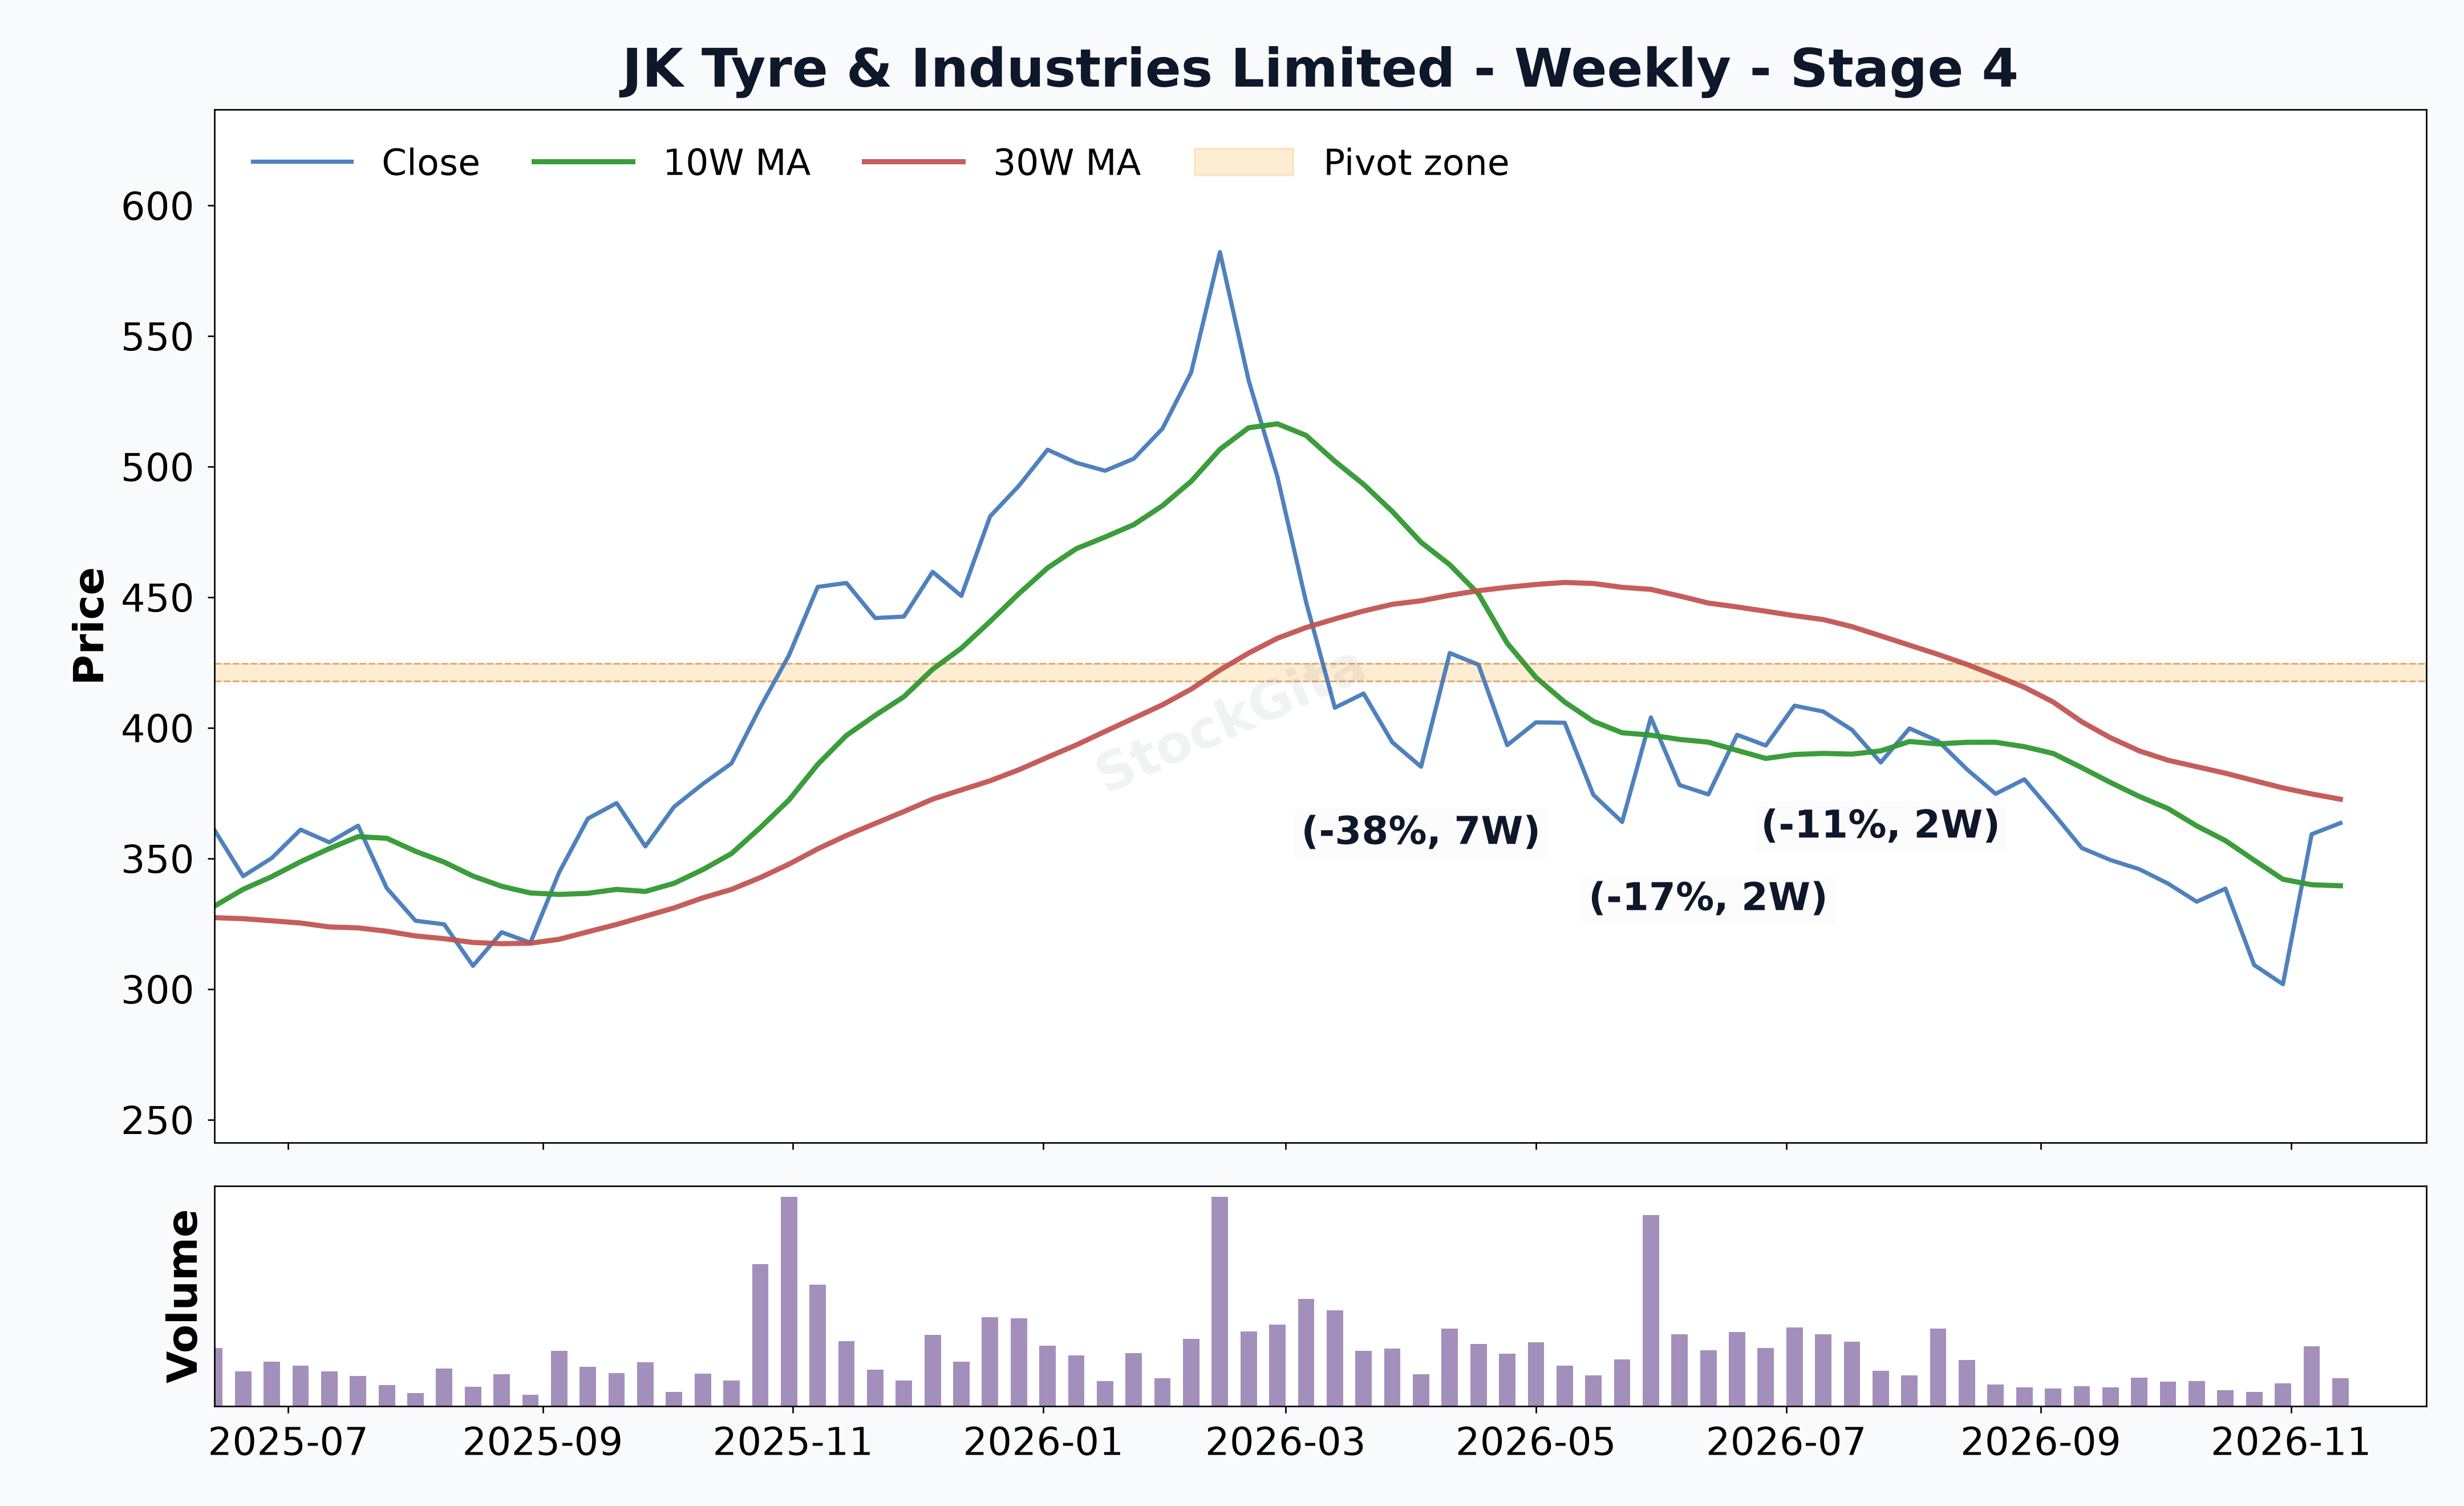 JK Tyre & Industries Limited - Weekly - Stage 4
Close 10W MA 30W MA Pivot zone
Price
600
550
500
450
400
350
300
250
StockGita
(-38%, 7W)
(-17%, 2W)
(-11%, 2W)
Volume
2025-07 2025-09 2025-11 2026-01 2026-03 2026-05 2026-07 2026-09 2026-11